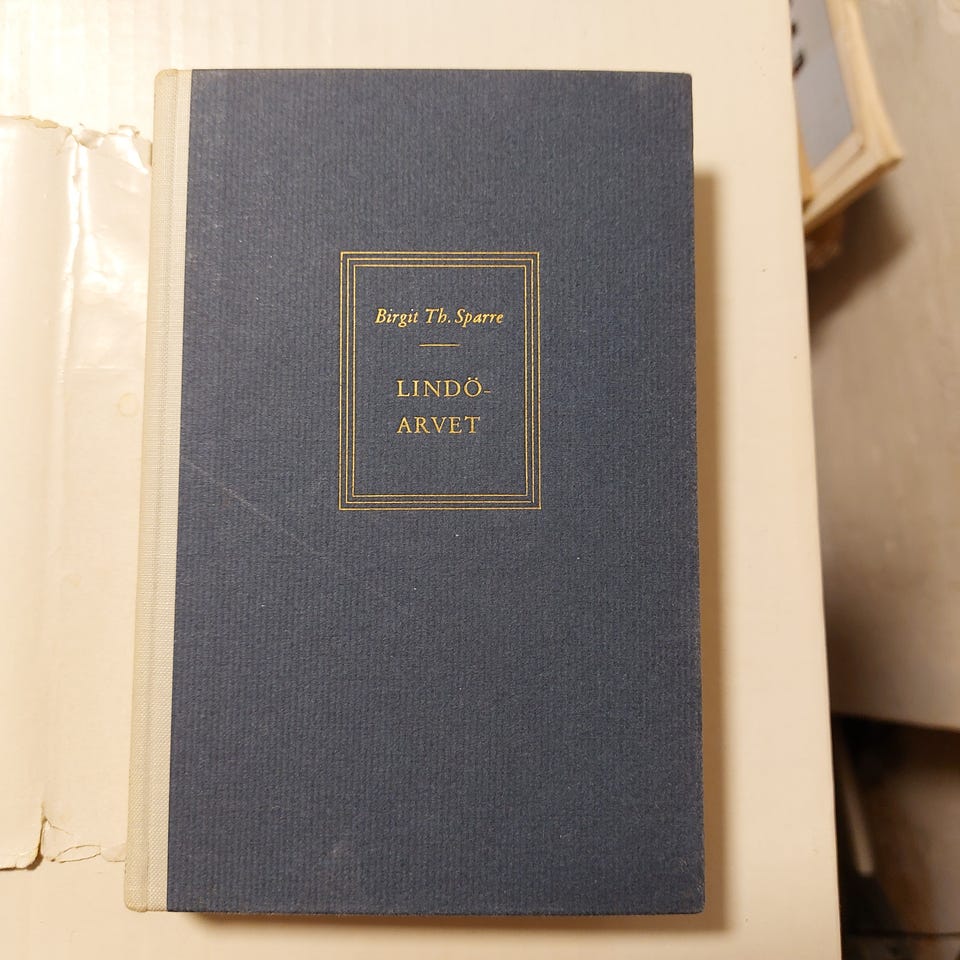 Birgit Th. Sparre
LINDÖ-
ARVET